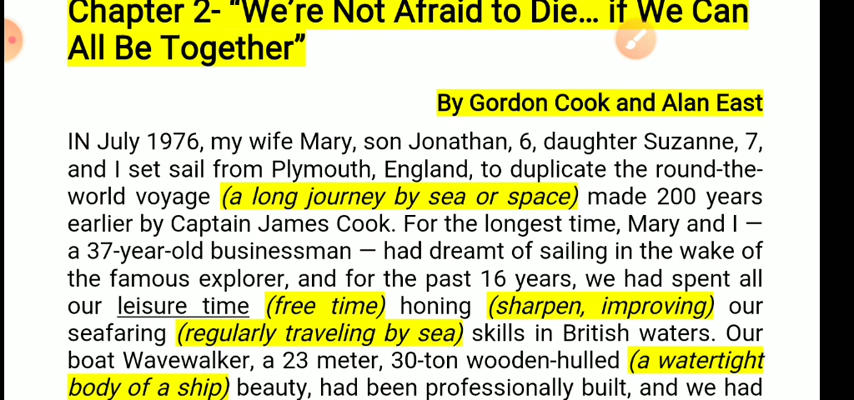 Chapter 2- “We’re Not Afraid to Die… if We Can
All Be Together”
By Gordon Cook and Alan East
IN July 1976, my wife Mary, son Jonathan, 6, daughter Suzanne, 7,
and I set sail from Plymouth, England, to duplicate the round-the-
world voyage (a long journey by sea or space) made 200 years
earlier by Captain James Cook. For the longest time, Mary and I —
a 37-year-old businessman — had dreamt of sailing in the wake of
the famous explorer, and for the past 16 years, we had spent all
our leisure time (free time) honing (sharpen, improving) our
seafaring (regularly traveling by sea) skills in British waters. Our
boat Wavewalker, a 23 meter, 30-ton wooden-hulled (a watertight
body of a ship) beauty, had been professionally built, and we had